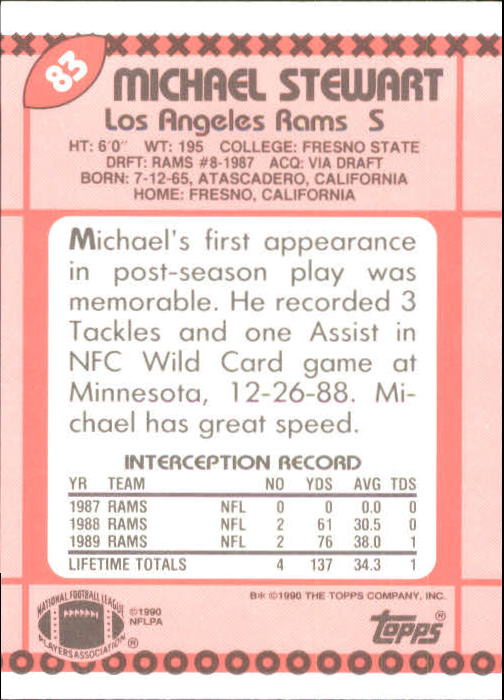 83
MICHAEL STEWART
Los Angeles Rams S
HT: 6'0" WT: 195 COLLEGE: FRESNO STATE
DRFT: RAMS #8-1987 ACQ: VIA DRAFT
BORN: 7-12-65, ATASCADERO, CALIFORNIA
HOME: FRESNO, CALIFORNIA
Michael's first appearance
in post-season play was
memorable. He recorded 3
Tackles and one Assist in
NFC Wild Card game at
Minnesota, 12-26-88. Mi-
chael has great speed.
INTERCEPTION RECORD
YR TEAM NO YDS AVG TDS
1987 RAMS NFL 0 0 0.0 0
1988 RAMS NFL 2 61 30.5 0
1989 RAMS NFL 2 76 38.0 1
LIFETIME TOTALS 4 137 34.3 1
B* ©1990 THE TOPPS COMPANY, INC.
NATIONAL FOOTBALL LEAGUE
PLAYERS ASSOCIATION ®
©1990
NFLPA
topps®